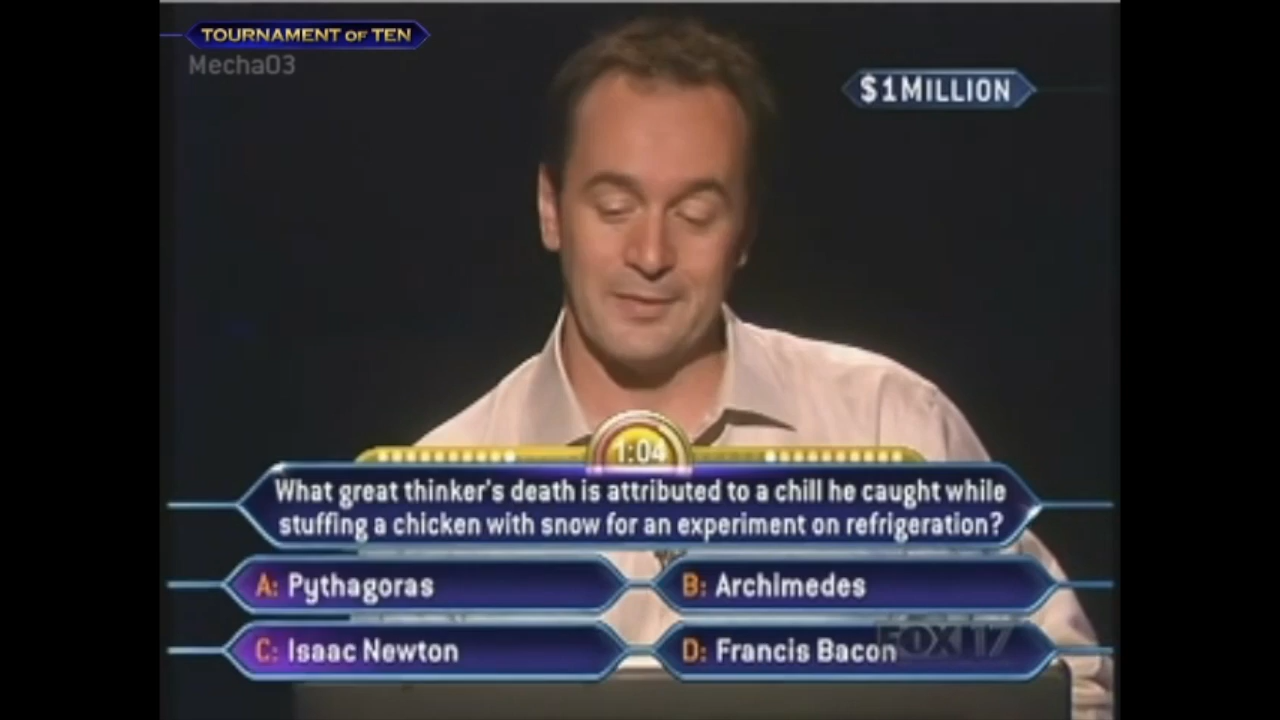 TOURNAMENT OF TEN
Mecha03
$1MILLION
1:04
What great thinker's death is attributed to a chill he caught while
stuffing a chicken with snow for an experiment on refrigeration?
A: Pythagoras
B: Archimedes
C: Isaac Newton
D: Francis Bacon
FOX17